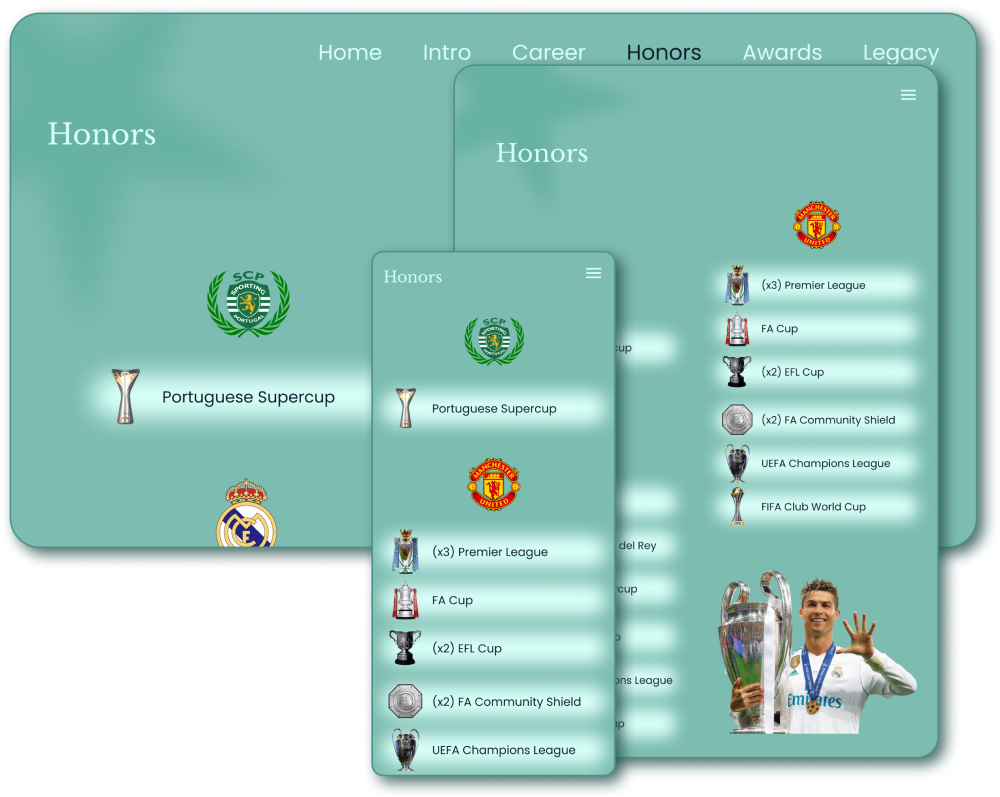 Home Intro Career Honors Awards Legacy
Honors
SCP
SPORTING
PORTUGAL
Portuguese Supercup
Honors
MANCHESTER
UNITED
(x3) Premier League
FA Cup
(x2) EFL Cup
(x2) FA Community Shield
UEFA Champions League
FIFA Club World Cup
cup
del Rey
rcup
p
ons League
up
Emirates
Honors
SCP
SPORTING
PORTUGAL
Portuguese Supercup
MANCHESTER
UNITED
(x3) Premier League
FA Cup
(x2) EFL Cup
(x2) FA Community Shield
UEFA Champions League